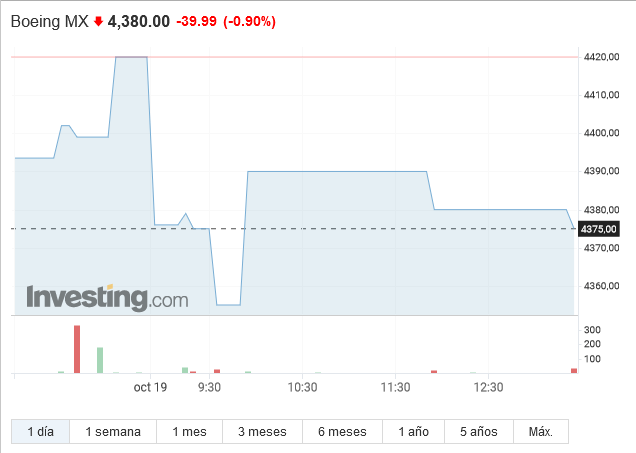 Boeing MX 4,380.00 -39.99 (-0.90%)
4420,00
4410,00
4400,00
4390,00
4380,00
4375,00
4370,00
4360,00
Investing.com
300
200
100
oct 19 9:30 10:30 11:30 12:30
1 día 1 semana 1 mes 3 meses 6 meses 1 año 5 años Máx.